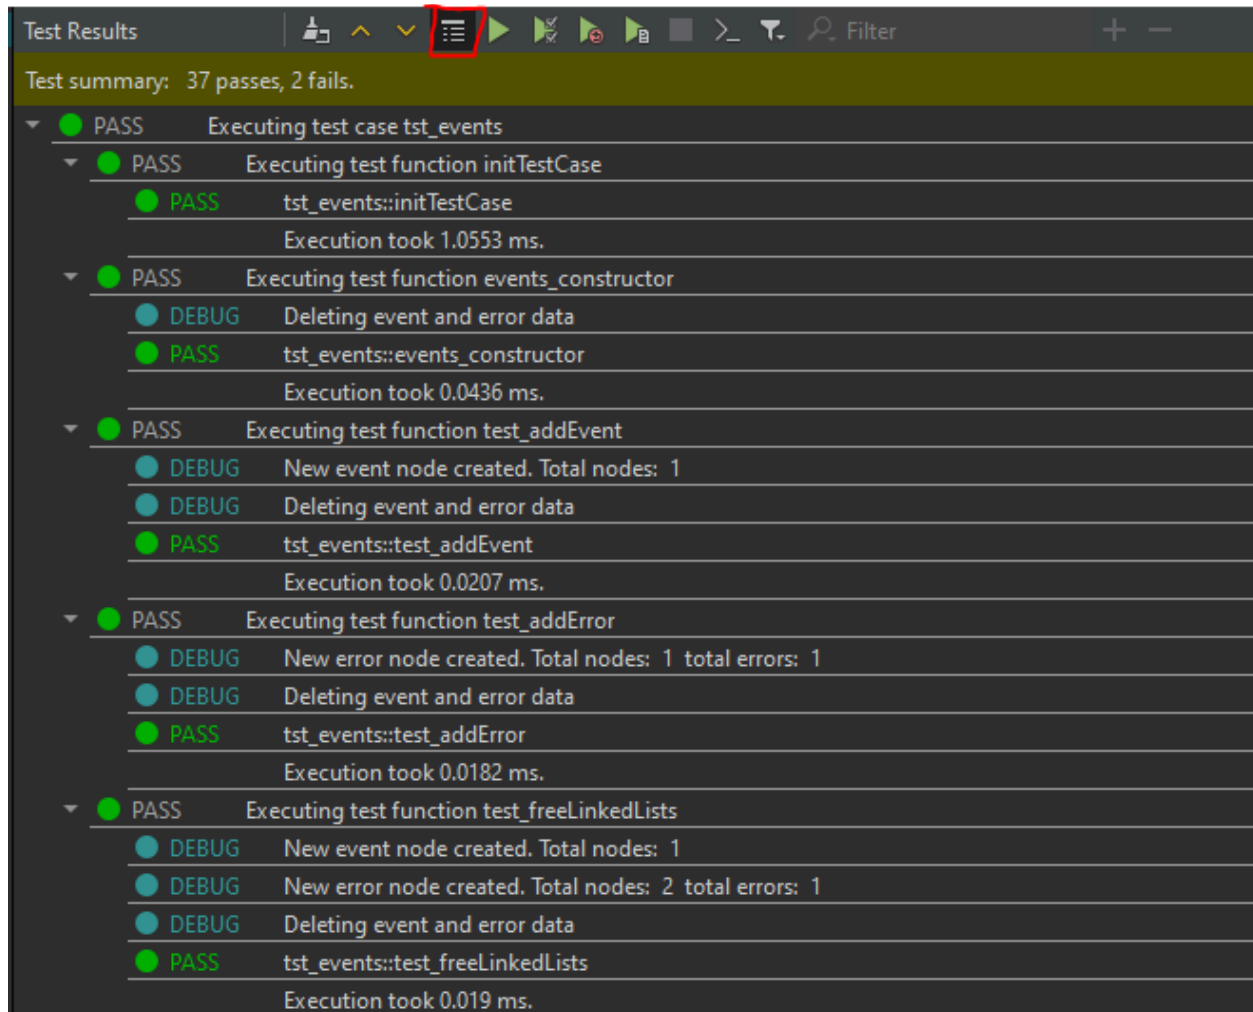 Test Results Filter
Test summary: 37 passes, 2 fails.
PASS Executing test case tst_events
PASS Executing test function initTestCase
PASS tst_events::initTestCase
Execution took 1.0553 ms.
PASS Executing test function events_constructor
DEBUG Deleting event and error data
PASS tst_events::events_constructor
Execution took 0.0436 ms.
PASS Executing test function test_addEvent
DEBUG New event node created. Total nodes: 1
DEBUG Deleting event and error data
PASS tst_events::test_addEvent
Execution took 0.0207 ms.
PASS Executing test function test_addError
DEBUG New error node created. Total nodes: 1 total errors: 1
DEBUG Deleting event and error data
PASS tst_events::test_addError
Execution took 0.0182 ms.
PASS Executing test function test_freeLinkedLists
DEBUG New event node created. Total nodes: 1
DEBUG New error node created. Total nodes: 2 total errors: 1
DEBUG Deleting event and error data
PASS tst_events::test_freeLinkedLists
Execution took 0.019 ms.